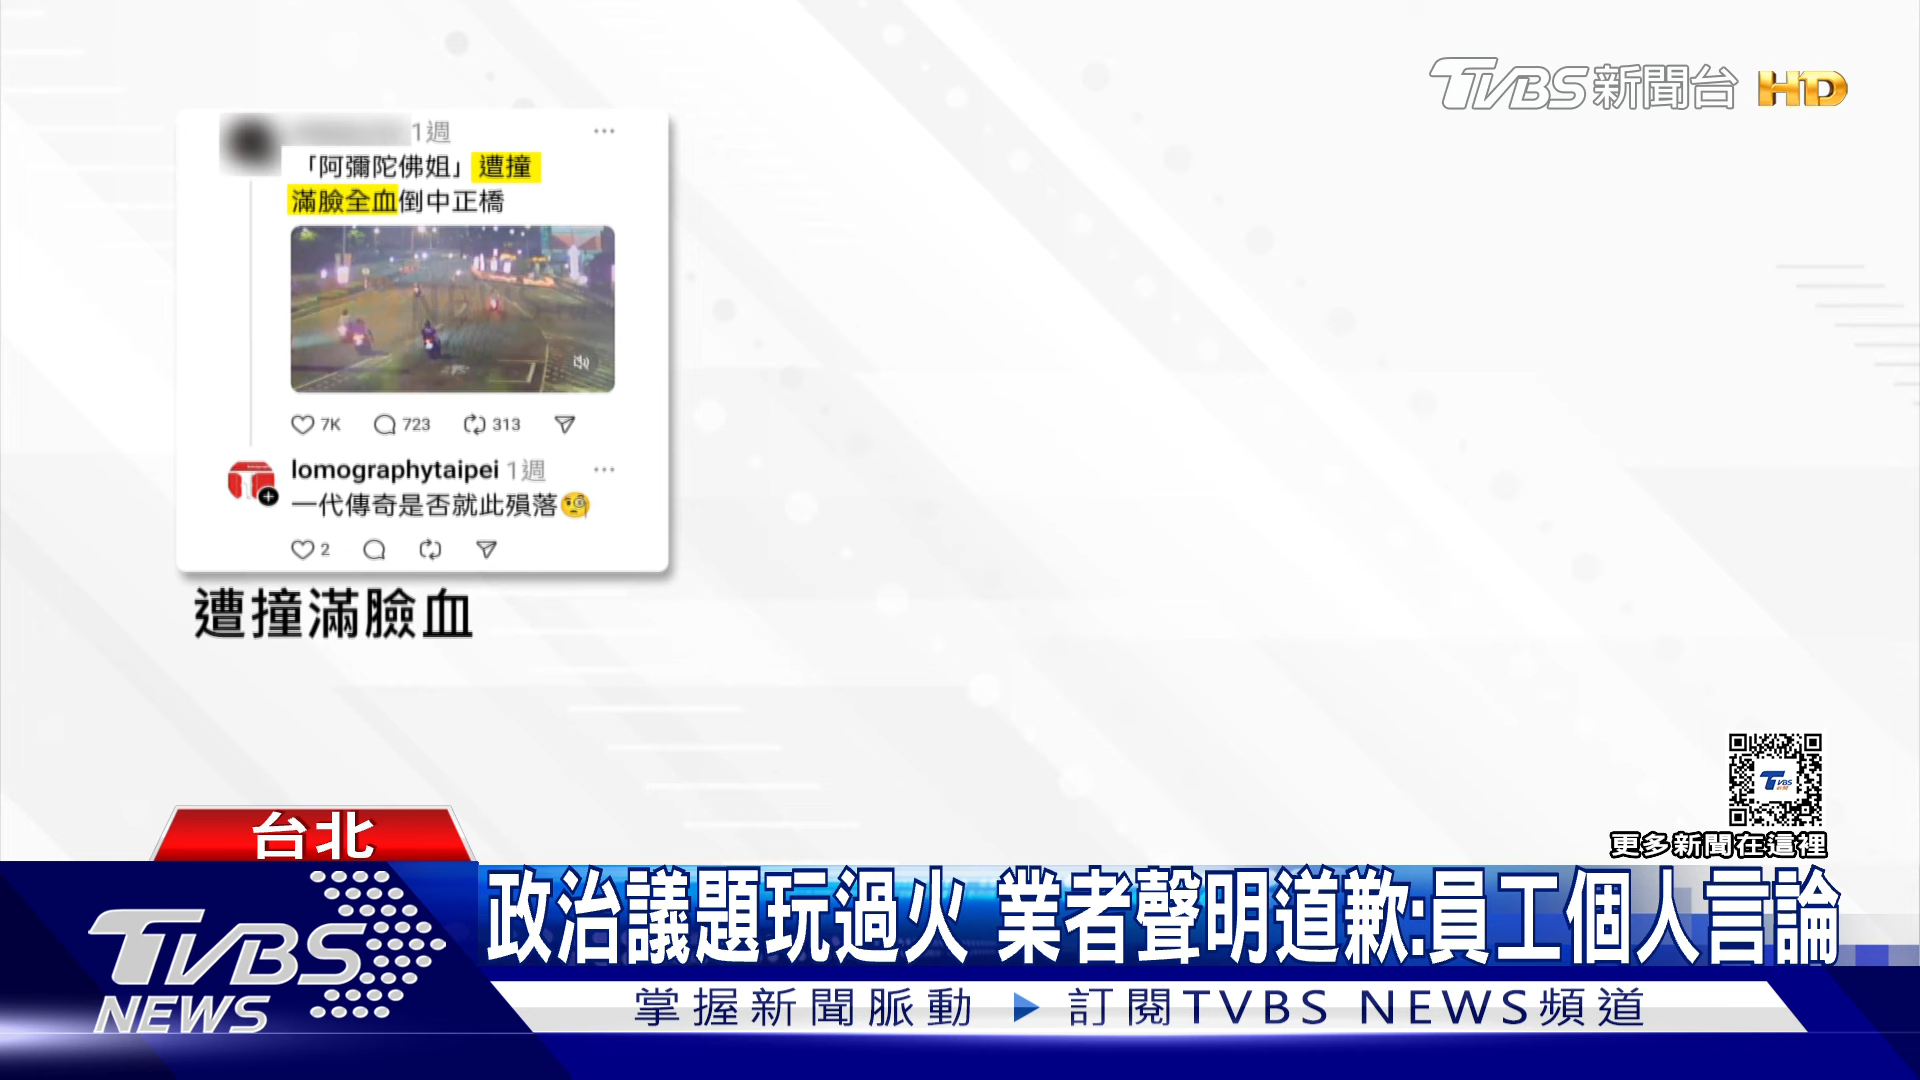 TVBS新聞台 HD
1週
「阿彌陀佛姐」遭撞
滿臉全血倒中正橋
7K 723 313
lomographytaipei 1週
一代傳奇是否就此殞落🧐
2
遭撞滿臉血
TVBS
新聞
更多新聞在這裡
台北
政治議題玩過火 業者聲明道歉:員工個人言論
TVBS
NEWS
掌握新聞脈動 ▶ 訂閱TVBS NEWS頻道